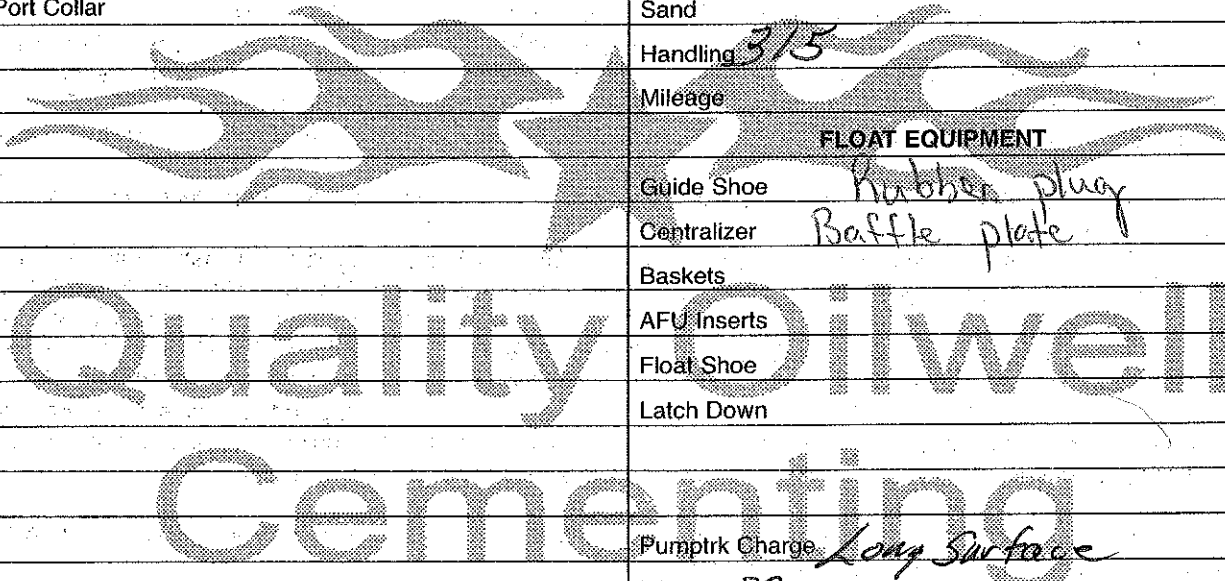 Port Collar
Sand
Handling 315
Mileage
FLOAT EQUIPMENT
Guide Shoe Rubber plug
Centralizer Baffle plate
Baskets
AFU Inserts
Float Shoe
Latch Down
Quality Oilwell
Cementing
Pumptrk Charge Long Surface